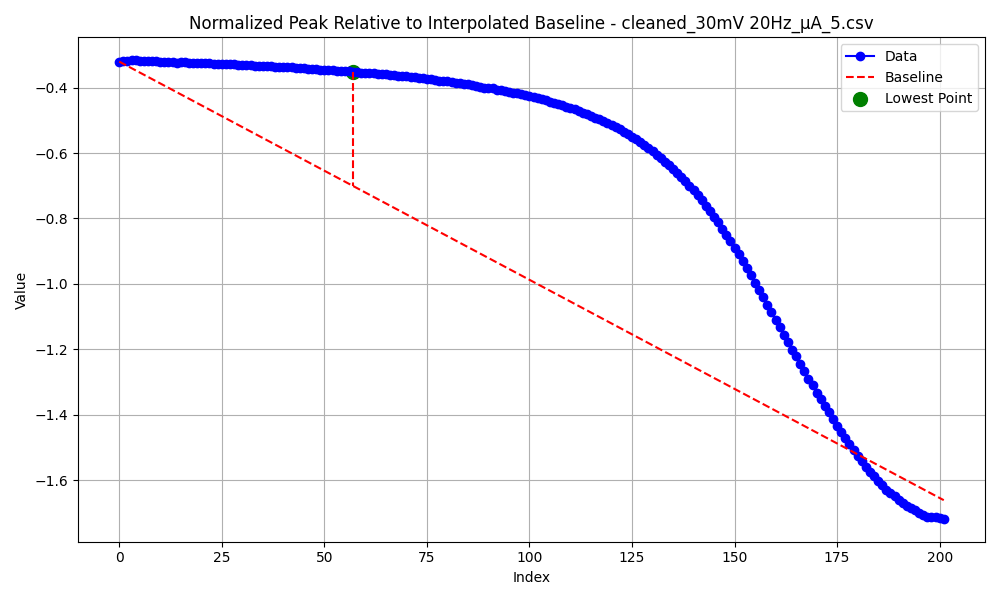 Normalized Peak Relative to Interpolated Baseline - cleaned_30mV 20Hz_μA_5.csv
Data
Baseline
Lowest Point
−0.4
−0.6
−0.8
−1.0
−1.2
−1.4
−1.6
Value
0 25 50 75 100 125 150 175 200
Index